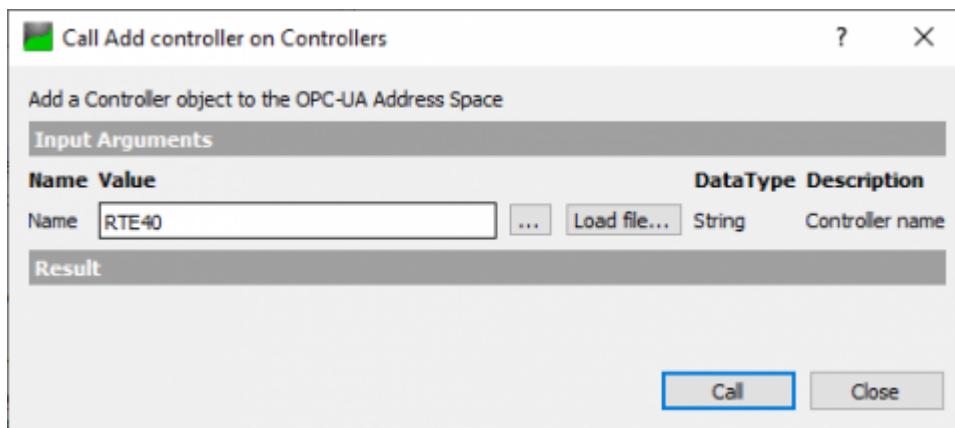 Call Add controller on Controllers
Add a Controller object to the OPC-UA Address Space
Input Arguments
Name Value DataType Description
Name RTE40 ... Load file... String Controller name
Result
Call Close